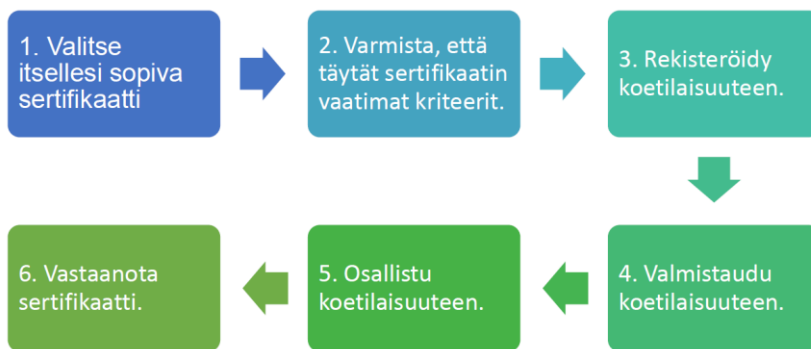 1. Valitse
itsellesi sopiva
sertifikaatti
2. Varmista, että
täytät sertifikaatin
vaatimat kriteerit.
3. Rekisteröidy
koetilaisuuteen.
4. Valmistaudu
koetilaisuuteen.
5. Osallistu
koetilaisuuteen.
6. Vastaanota
sertifikaatti.